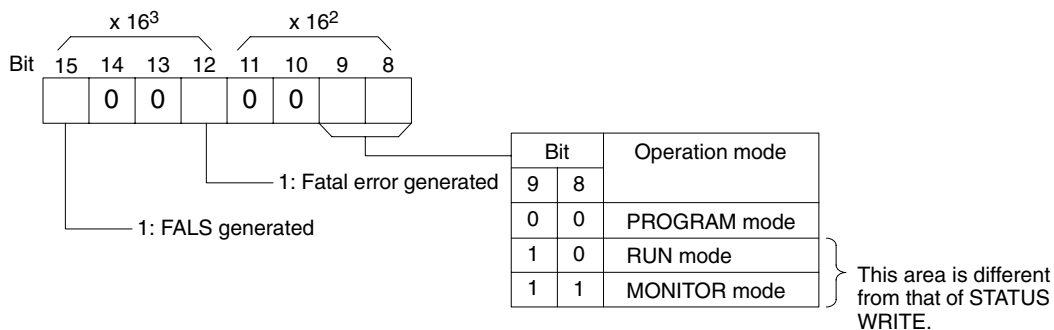 x 16³ x 16²
Bit 15 14 13 12 11 10 9 8
0 0 0 0
1: Fatal error generated
1: FALS generated
Bit Operation mode
9 8
0 0 PROGRAM mode
1 0 RUN mode
1 1 MONITOR mode
This area is different
from that of STATUS
WRITE.